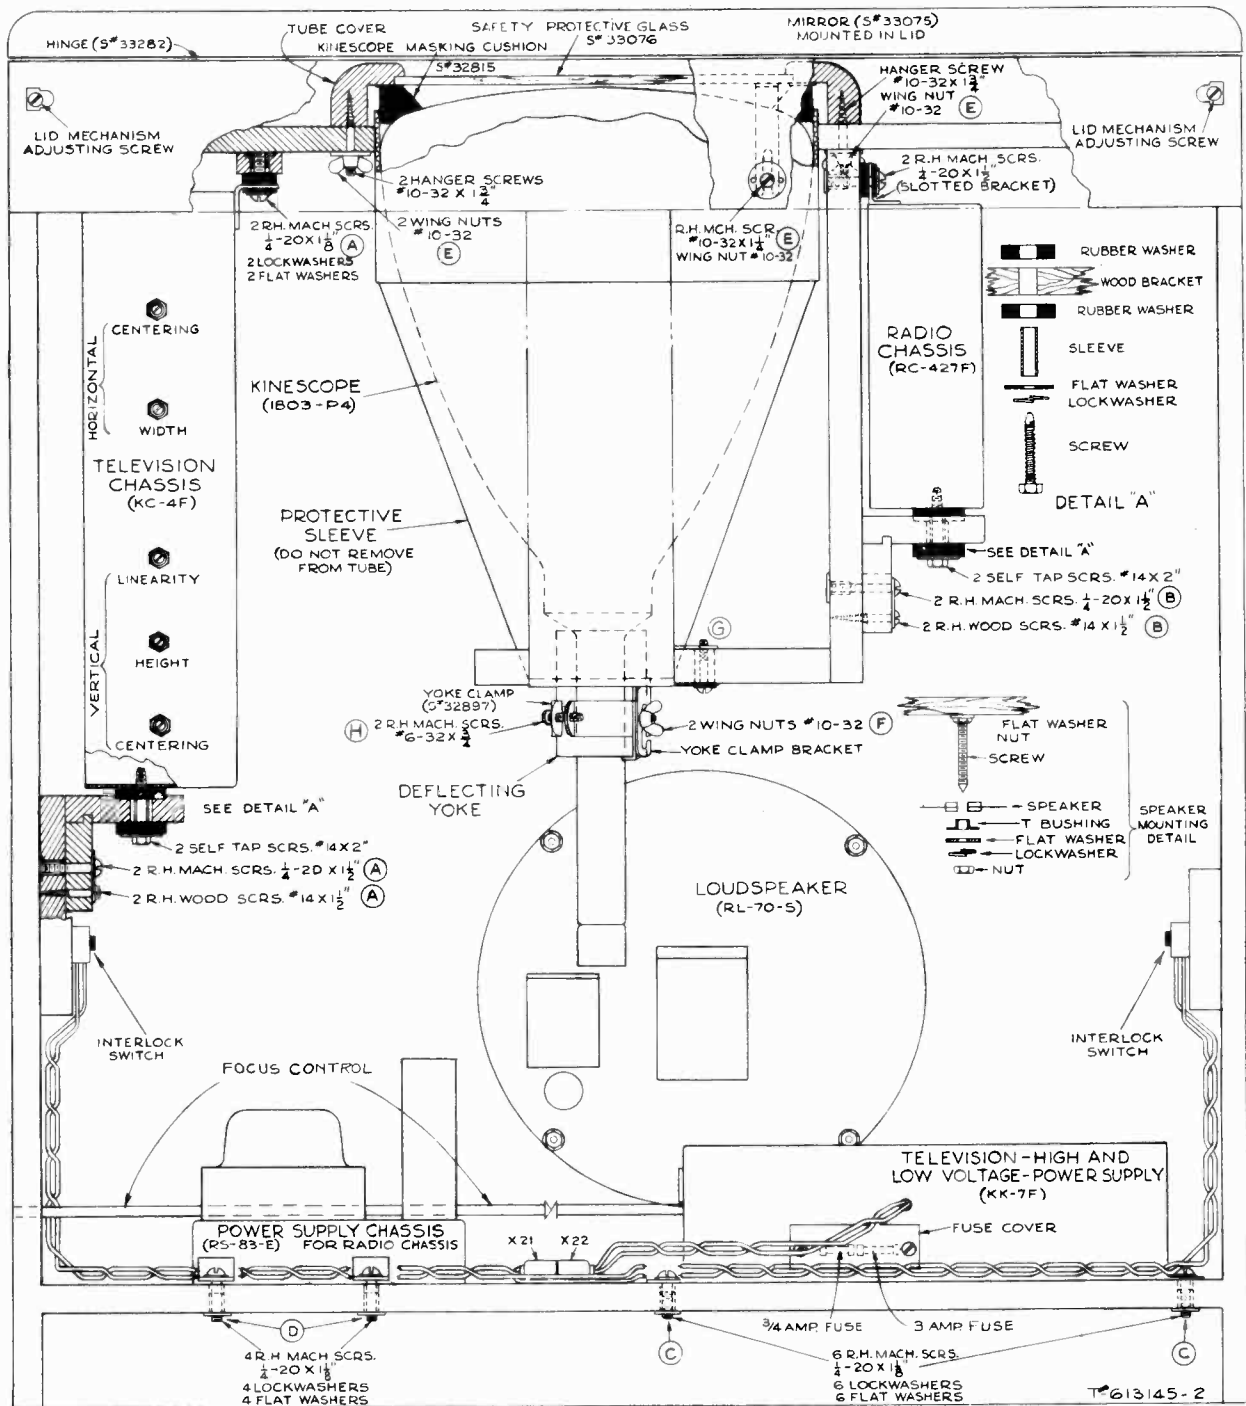 HINGE (S#33282)
TUBE COVER
KINESCOPE MASKING CUSHION
S#32815
SAFETY PROTECTIVE GLASS
S#33076
MIRROR (S#33075)
MOUNTED IN LID
HANGER SCREW
#10-32 X 1 3/4"
WING NUT
#10-32 (E)
LID MECHANISM
ADJUSTING SCREW
LID MECHANISM
ADJUSTING SCREW
2 R.H. MACH. SCRS.
1/4-20 X 1 1/2"
(SLOTTED BRACKET)
2 HANGER SCREWS
#10-32 X 1 3/4"
2 WING NUTS
#10-32
(E)
2 R.H. MACH SCRS.
1/4-20 X 1 1/8" (A)
2 LOCKWASHERS
2 FLAT WASHERS
R.H. MCH. SCR.
#10-32 X 1 1/4" (E)
WING NUT #10-32
RUBBER WASHER
WOOD BRACKET
RUBBER WASHER
SLEEVE
FLAT WASHER
LOCKWASHER
SCREW
DETAIL "A"
RADIO
CHASSIS
(RC-427F)
HORIZONTAL
CENTERING
WIDTH
TELEVISION
CHASSIS
(KC-4F)
VERTICAL
LINEARITY
HEIGHT
CENTERING
KINESCOPE
(1803-P4)
PROTECTIVE
SLEEVE
(DO NOT REMOVE
FROM TUBE)
SEE DETAIL "A"
2 SELF TAP SCRS. #14 X 2"
2 R.H. MACH. SCRS. 1/4-20 X 1 1/2" (B)
2 R.H. WOOD SCRS. #14 X 1 1/2" (B)
(G)
YOKE CLAMP
(S#32897)
(H) 2 R.H. MACH. SCRS.
#6-32 X 3/4"
2 WING NUTS #10-32 (F)
YOKE CLAMP BRACKET
DEFLECTING
YOKE
FLAT WASHER
NUT
SCREW
SPEAKER
T BUSHING
FLAT WASHER
LOCKWASHER
NUT
SPEAKER
MOUNTING
DETAIL
SEE DETAIL "A"
2 SELF TAP SCRS. #14 X 2"
2 R.H. MACH. SCRS. 1/4-20 X 1 1/2" (A)
2 R.H. WOOD SCRS. #14 X 1 1/2" (A)
LOUDSPEAKER
(RL-70-S)
INTERLOCK
SWITCH
INTERLOCK
SWITCH
FOCUS CONTROL
TELEVISION-HIGH AND
LOW VOLTAGE-POWER SUPPLY
(KK-7F)
FUSE COVER
POWER SUPPLY CHASSIS
(RS-83-E) FOR RADIO CHASSIS
X21 X22
(D)
4 R.H MACH SCRS.
1/4-20 X 1 1/8"
4 LOCKWASHERS
4 FLAT WASHERS
3/4 AMP. FUSE
3 AMP. FUSE
(C)
(C)
6 R.H. MACH. SCRS.
1/4-20 X 1 1/8"
6 LOCKWASHERS
6 FLAT WASHERS
T#613145-2